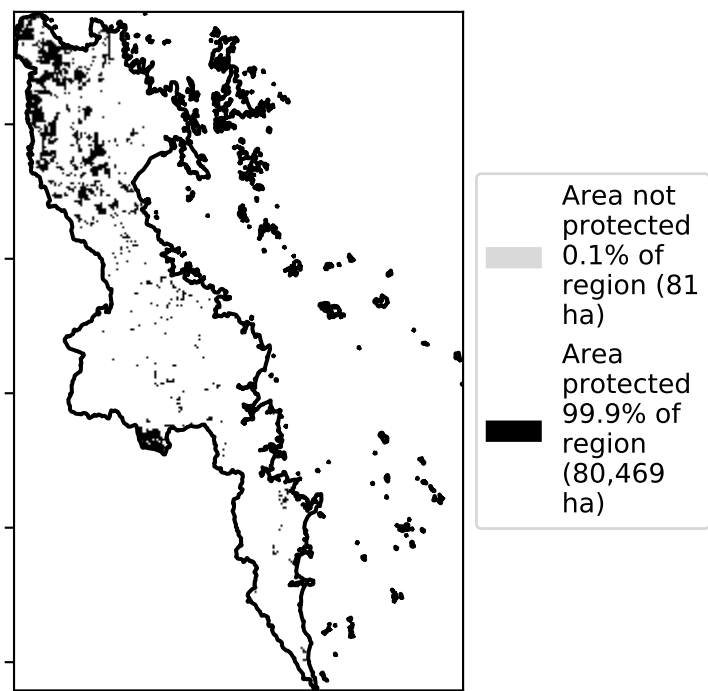 Area not
protected
0.1% of
region (81
ha)
Area
protected
99.9% of
region
(80,469
ha)